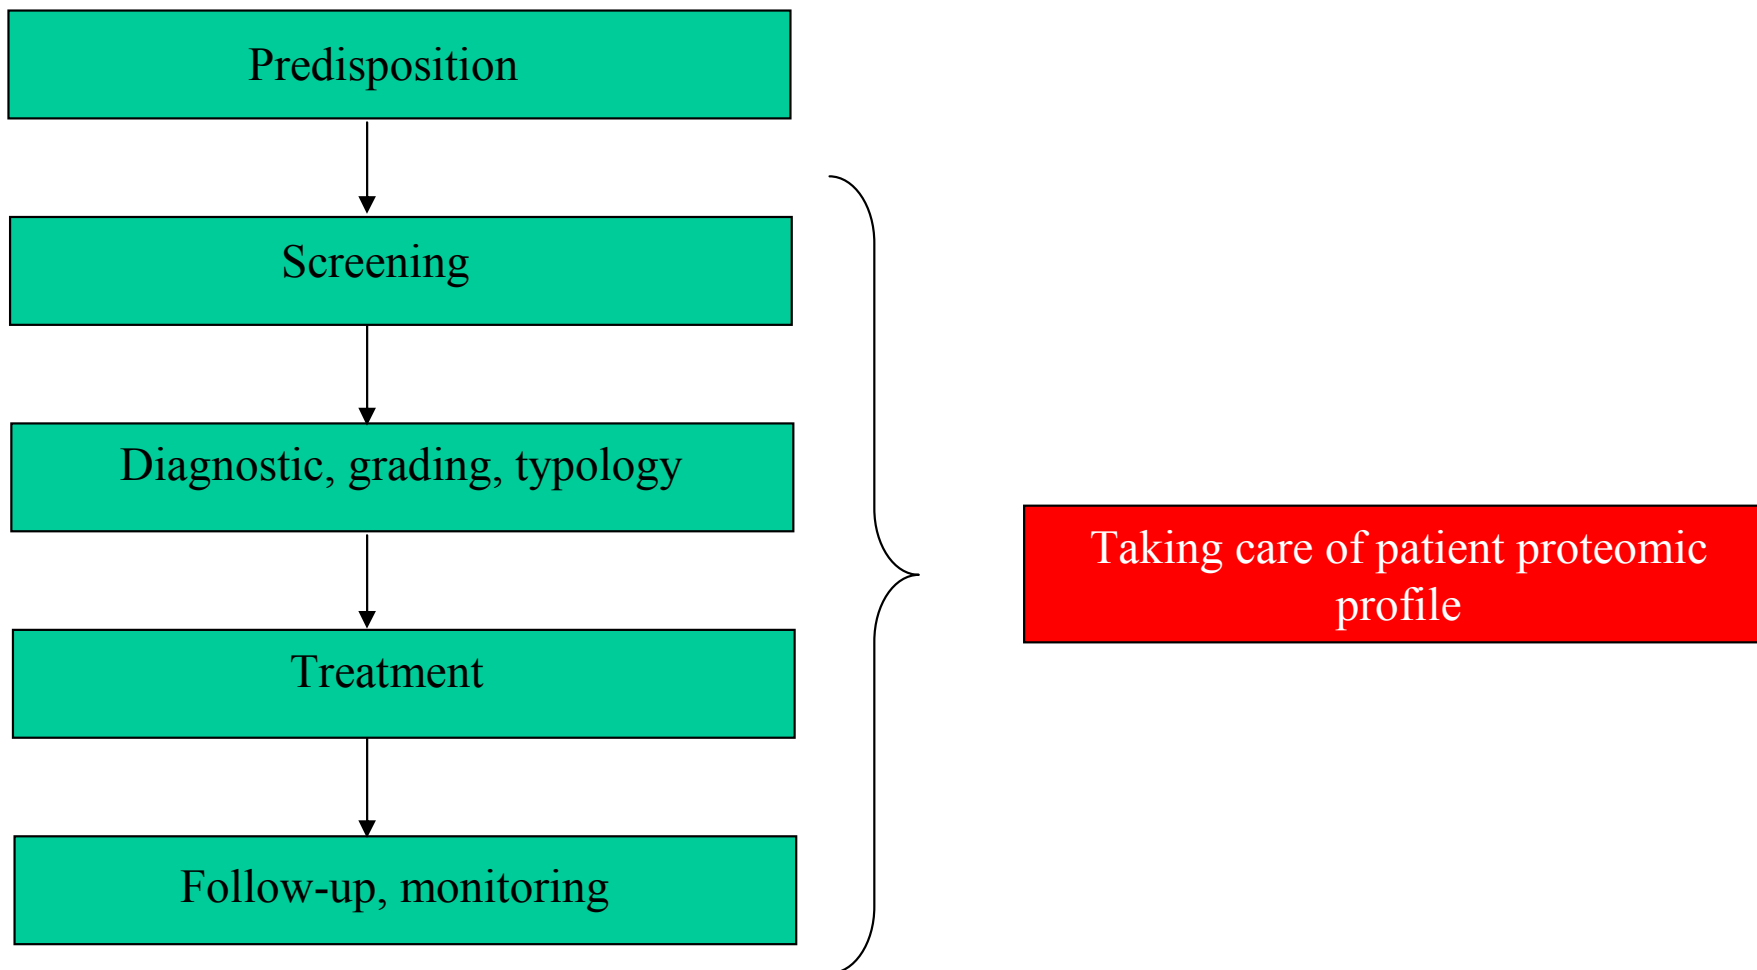 Predisposition
Screening
Diagnostic, grading, typology
Treatment
Follow-up, monitoring
Taking care of patient proteomic
profile